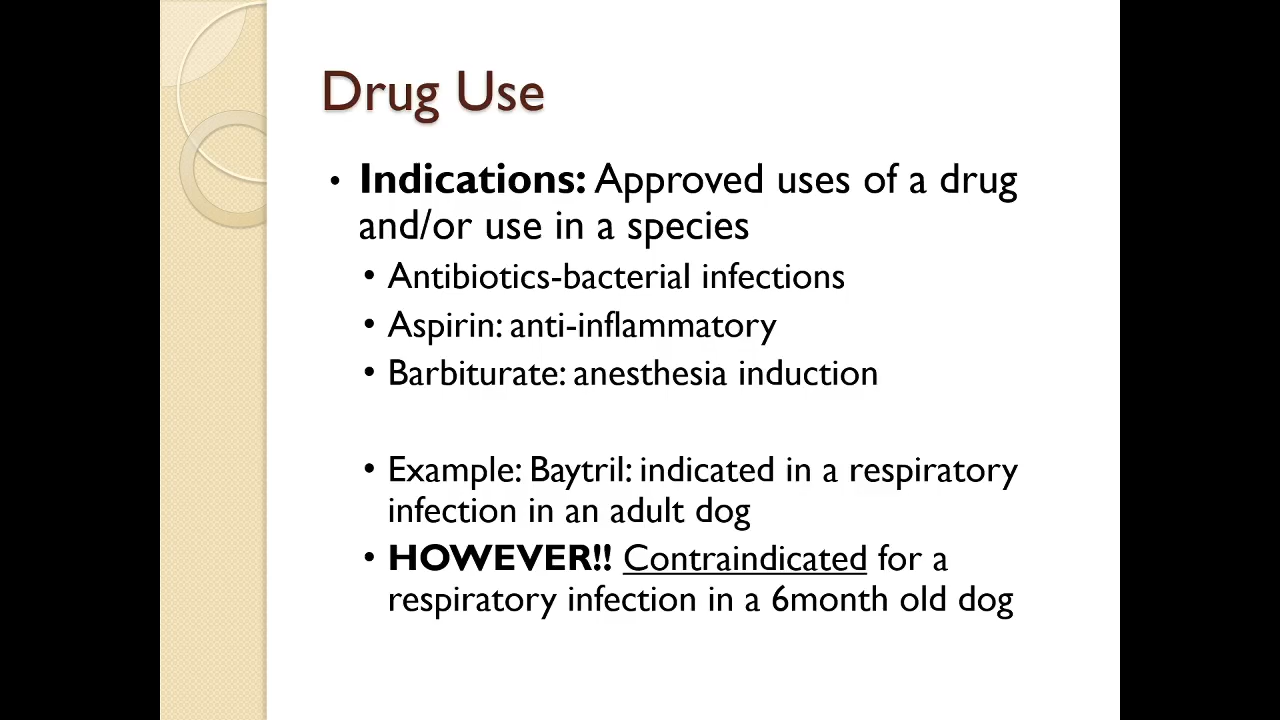 Drug Use
• Indications: Approved uses of a drug
and/or use in a species
• Antibiotics-bacterial infections
• Aspirin: anti-inflammatory
• Barbiturate: anesthesia induction
• Example: Baytril: indicated in a respiratory
infection in an adult dog
• HOWEVER!! Contraindicated for a
respiratory infection in a 6month old dog